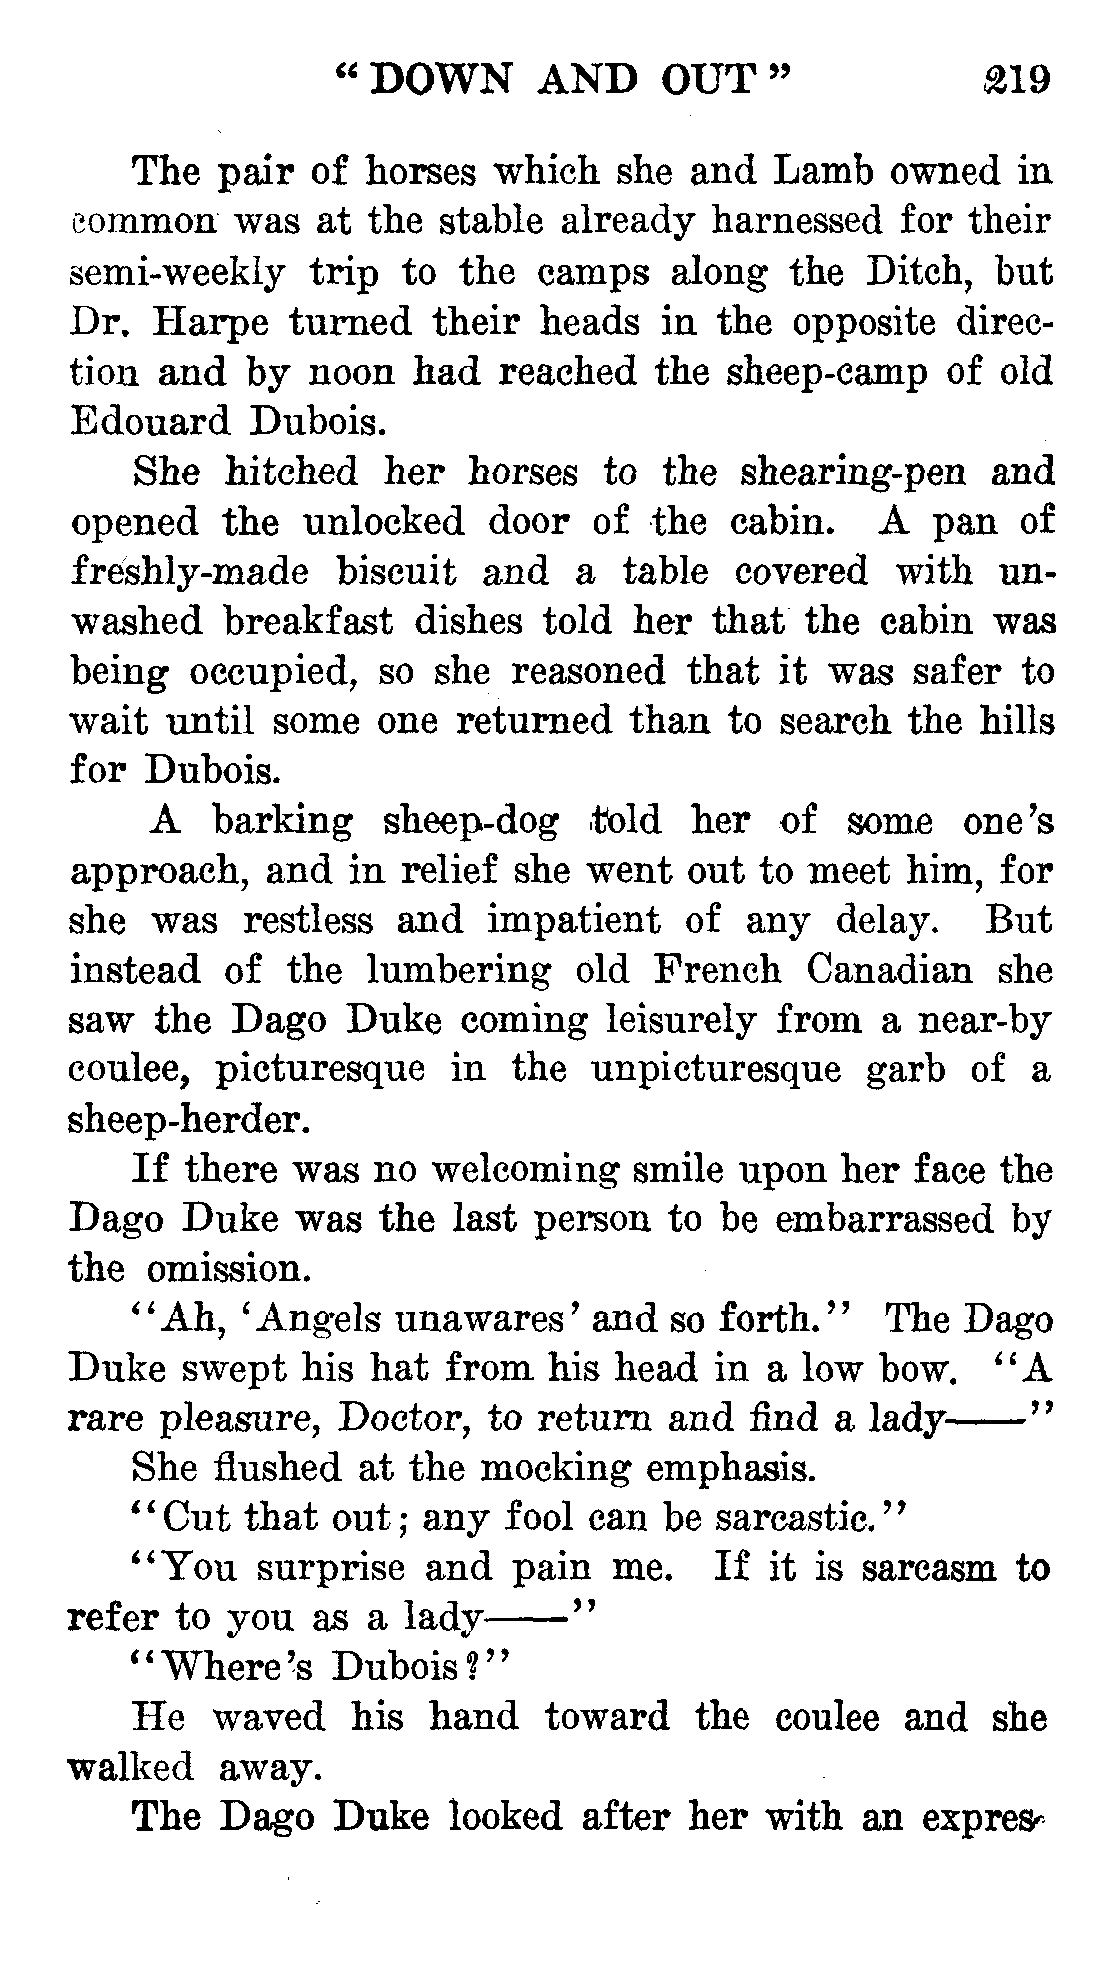 “ DOWN AND OUT ” 219
The pair of horses which she and Lamb owned in
common was at the stable already harnessed for their
semi-weekly trip to the camps along the Ditch, but
Dr. Harpe turned their heads in the opposite direc-
tion and by noon had reached the sheep-camp of old
Edouard Dubois.
She hitched her horses to the shearing-pen and
opened the unlocked door of the cabin. A pan of
freshly-made biscuit and a table covered with un-
washed breakfast dishes told her that the cabin was
being occupied, so she reasoned that it was safer to
wait until some one returned than to search the hills
for Dubois.
A barking sheep-dog told her of some one’s
approach, and in relief she went out to meet him, for
she was restless and impatient of any delay. But
instead of the lumbering old French Canadian she
saw the Dago Duke coming leisurely from a near-by
coulee, picturesque in the unpicturesque garb of a
sheep-herder.
If there was no welcoming smile upon her face the
Dago Duke was the last person to be embarrassed by
the omission.
“Ah, ‘Angels unawares’ and so forth.” The Dago
Duke swept his hat from his head in a low bow. “A
rare pleasure, Doctor, to return and find a lady——”
She flushed at the mocking emphasis.
“Cut that out; any fool can be sarcastic.”
“You surprise and pain me. If it is sarcasm to
refer to you as a lady——”
“Where’s Dubois?”
He waved his hand toward the coulee and she
walked away.
The Dago Duke looked after her with an expres-